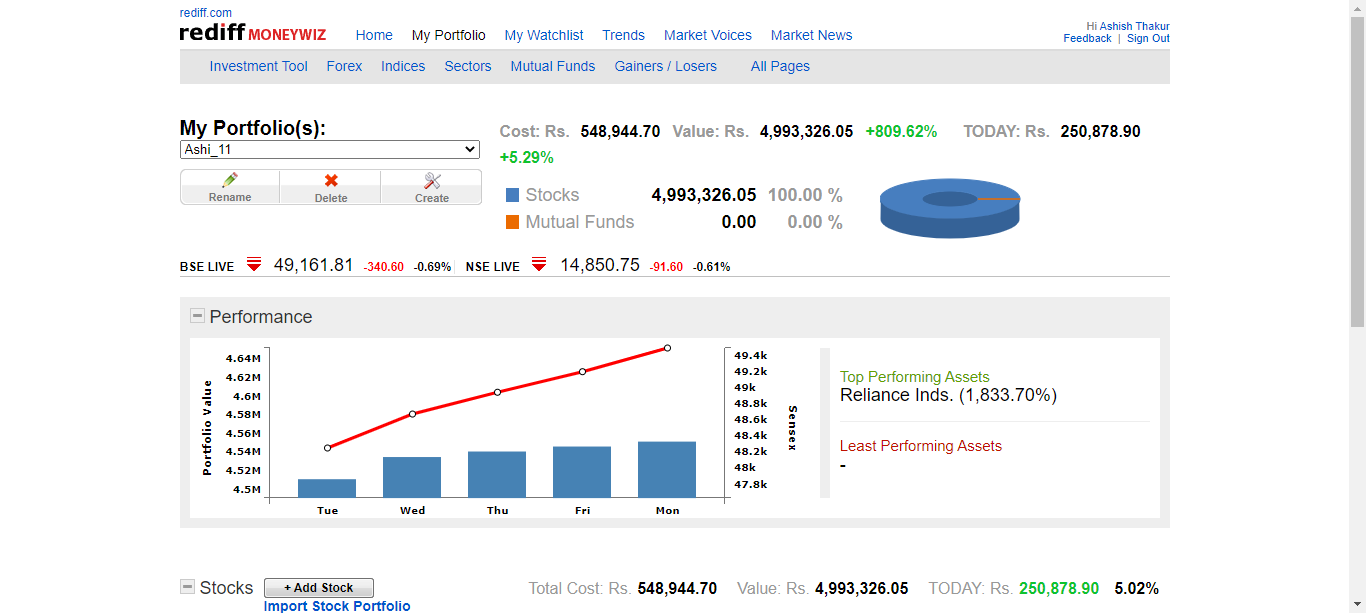 rediff.com
rediff MONEYWIZ Home My Portfolio My Watchlist Trends Market Voices Market News
Hi Ashish Thakur
Feedback | Sign Out
Investment Tool Forex Indices Sectors Mutual Funds Gainers / Losers All Pages
My Portfolio(s):
Ashi_11
Rename Delete Create
Cost: Rs. 548,944.70 Value: Rs. 4,993,326.05 +809.62% TODAY: Rs. 250,878.90
+5.29%
Stocks 4,993,326.05 100.00 %
Mutual Funds 0.00 0.00 %
BSE LIVE 49,161.81 -340.60 -0.69% NSE LIVE 14,850.75 -91.60 -0.61%
Performance
Portfolio Value
4.64M
4.62M
4.6M
4.58M
4.56M
4.54M
4.52M
4.5M
Tue Wed Thu Fri Mon
49.4k
49.2k
49k
48.8k
48.6k
48.4k
48.2k
48k
47.8k
Sensex
Top Performing Assets
Reliance Inds. (1,833.70%)
Least Performing Assets
-
Stocks + Add Stock Total Cost: Rs. 548,944.70 Value: Rs. 4,993,326.05 TODAY: Rs. 250,878.90 5.02%
Import Stock Portfolio